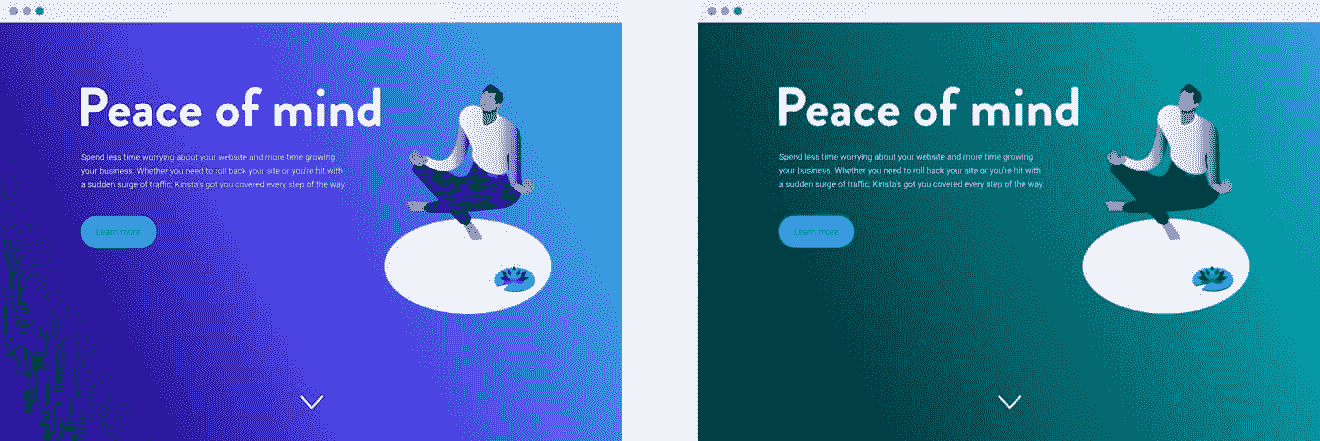 Peace of mind
Spend less time worrying about your website and more time growing
your business. Whether you need to roll back your site or you're hit with
a sudden surge of traffic, Kinsta's got you covered every step of the way.
Learn more
Peace of mind
Spend less time worrying about your website and more time growing
your business. Whether you need to roll back your site or you're hit with
a sudden surge of traffic, Kinsta's got you covered every step of the way.
Learn more